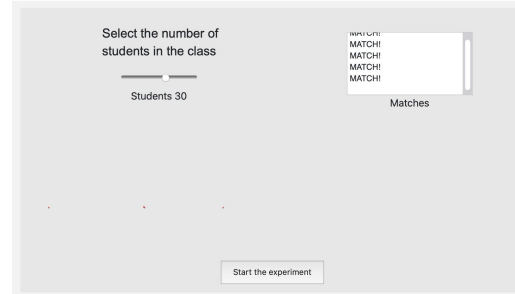 Select the number of
students in the class
Students 30
MATCH!
MATCH!
MATCH!
MATCH!
MATCH!
Matches
Start the experiment